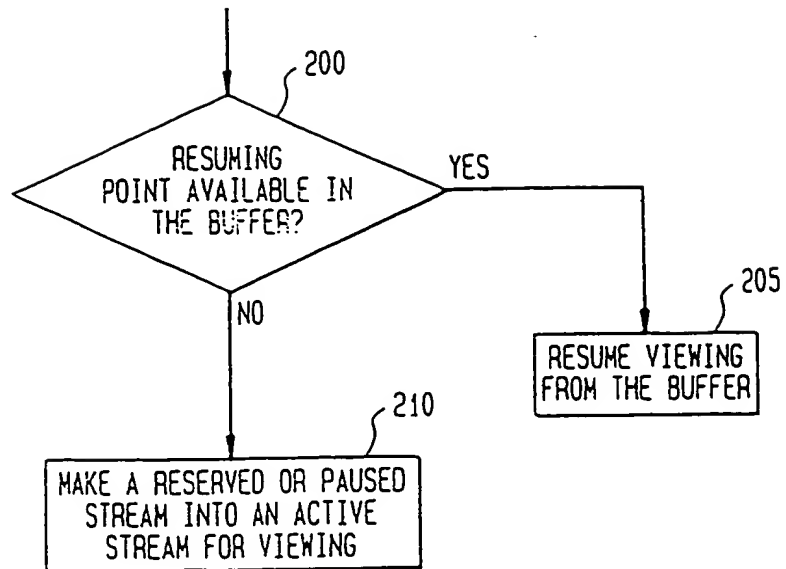 200
RESUMING
POINT AVAILABLE IN
THE BUFFER?
YES
NO
205
RESUME VIEWING
FROM THE BUFFER
210
MAKE A RESERVED OR PAUSED
STREAM INTO AN ACTIVE
STREAM FOR VIEWING